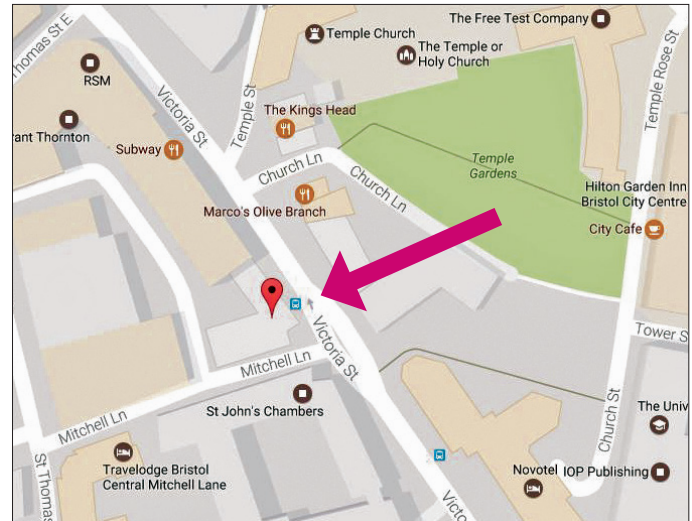 Thomas St E
RSM
rant Thornton
Subway
Victoria St
Temple St
Temple Church
The Temple or
Holy Church
The Free Test Company
Temple Rose St
The Kings Head
Church Ln
Church Ln
Marco's Olive Branch
Temple
Gardens
Hilton Garden Inn
Bristol City Centre
City Cafe
Victoria St
Mitchell Ln
Mitchell Ln
St John's Chambers
Tower S
Church St
The Univ
St Thomas
Travelodge Bristol
Central Mitchell Lane
Novotel
IOP Publishing
Victo